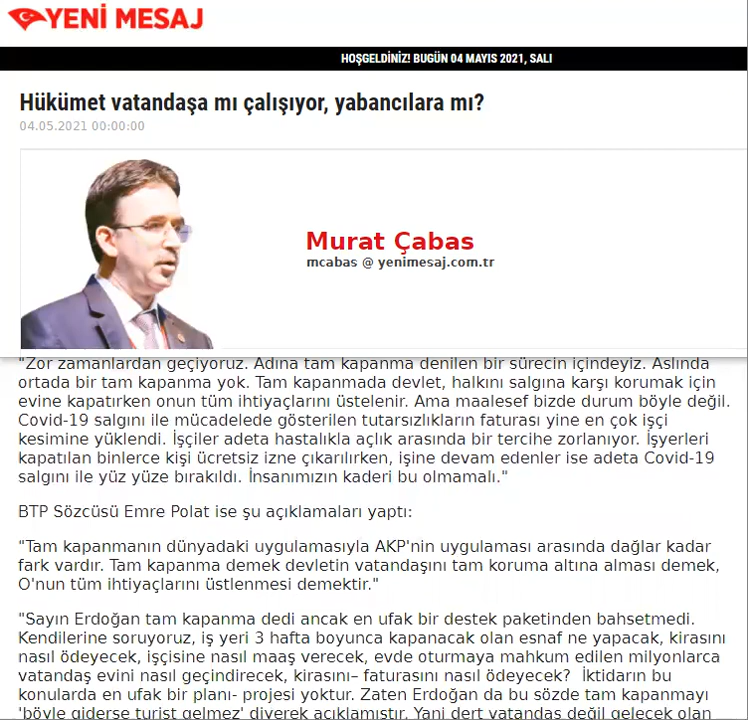 YENİ MESAJ
HOŞGELDİNİZ! BUGÜN 04 MAYIS 2021, SALI
Hükümet vatandaşa mı çalışıyor, yabancılara mı?
04.05.2021 00:00:00
Murat Çabas
mcabas @ yenimesaj.com.tr
"Zor zamanlardan geçiyoruz. Adına tam kapanma denilen bir sürecin içindeyiz. Aslında
ortada bir tam kapanma yok. Tam kapanmada devlet, halkını salgına karşı korumak için
evine kapatırken onun tüm ihtiyaçlarını üstelenir. Ama maalesef bizde durum böyle değil.
Covid-19 salgını ile mücadelede gösterilen tutarsızlıkların faturası yine en çok işçi
kesimine yüklendi. İşçiler adeta hastalıkla açlık arasında bir tercihe zorlanıyor. İşyerleri
kapatılan binlerce kişi ücretsiz izne çıkarılırken, işine devam edenler ise adeta Covid-19
salgını ile yüz yüze bırakıldı. İnsanımızın kaderi bu olmamalı."
BTP Sözcüsü Emre Polat ise şu açıklamaları yaptı:
"Tam kapanmanın dünyadaki uygulamasıyla AKP'nin uygulaması arasında dağlar kadar
fark vardır. Tam kapanma demek devletin vatandaşını tam koruma altına alması demek,
O'nun tüm ihtiyaçlarını üstlenmesi demektir."
"Sayın Erdoğan tam kapanma dedi ancak en ufak bir destek paketinden bahsetmedi.
Kendilerine soruyoruz, iş yeri 3 hafta boyunca kapanacak olan esnaf ne yapacak, kirasını
nasıl ödeyecek, işçisine nasıl maaş verecek, evde oturmaya mahkum edilen milyonlarca
vatandaş evini nasıl geçindirecek, kirasını– faturasını nasıl ödeyecek?  İktidarın bu
konularda en ufak bir planı- projesi yoktur. Zaten Erdoğan da bu sözde tam kapanmayı
'böyle giderse turist gelmez' diyerek açıklamıştır. Yani dert vatandaş değil gelecek olan